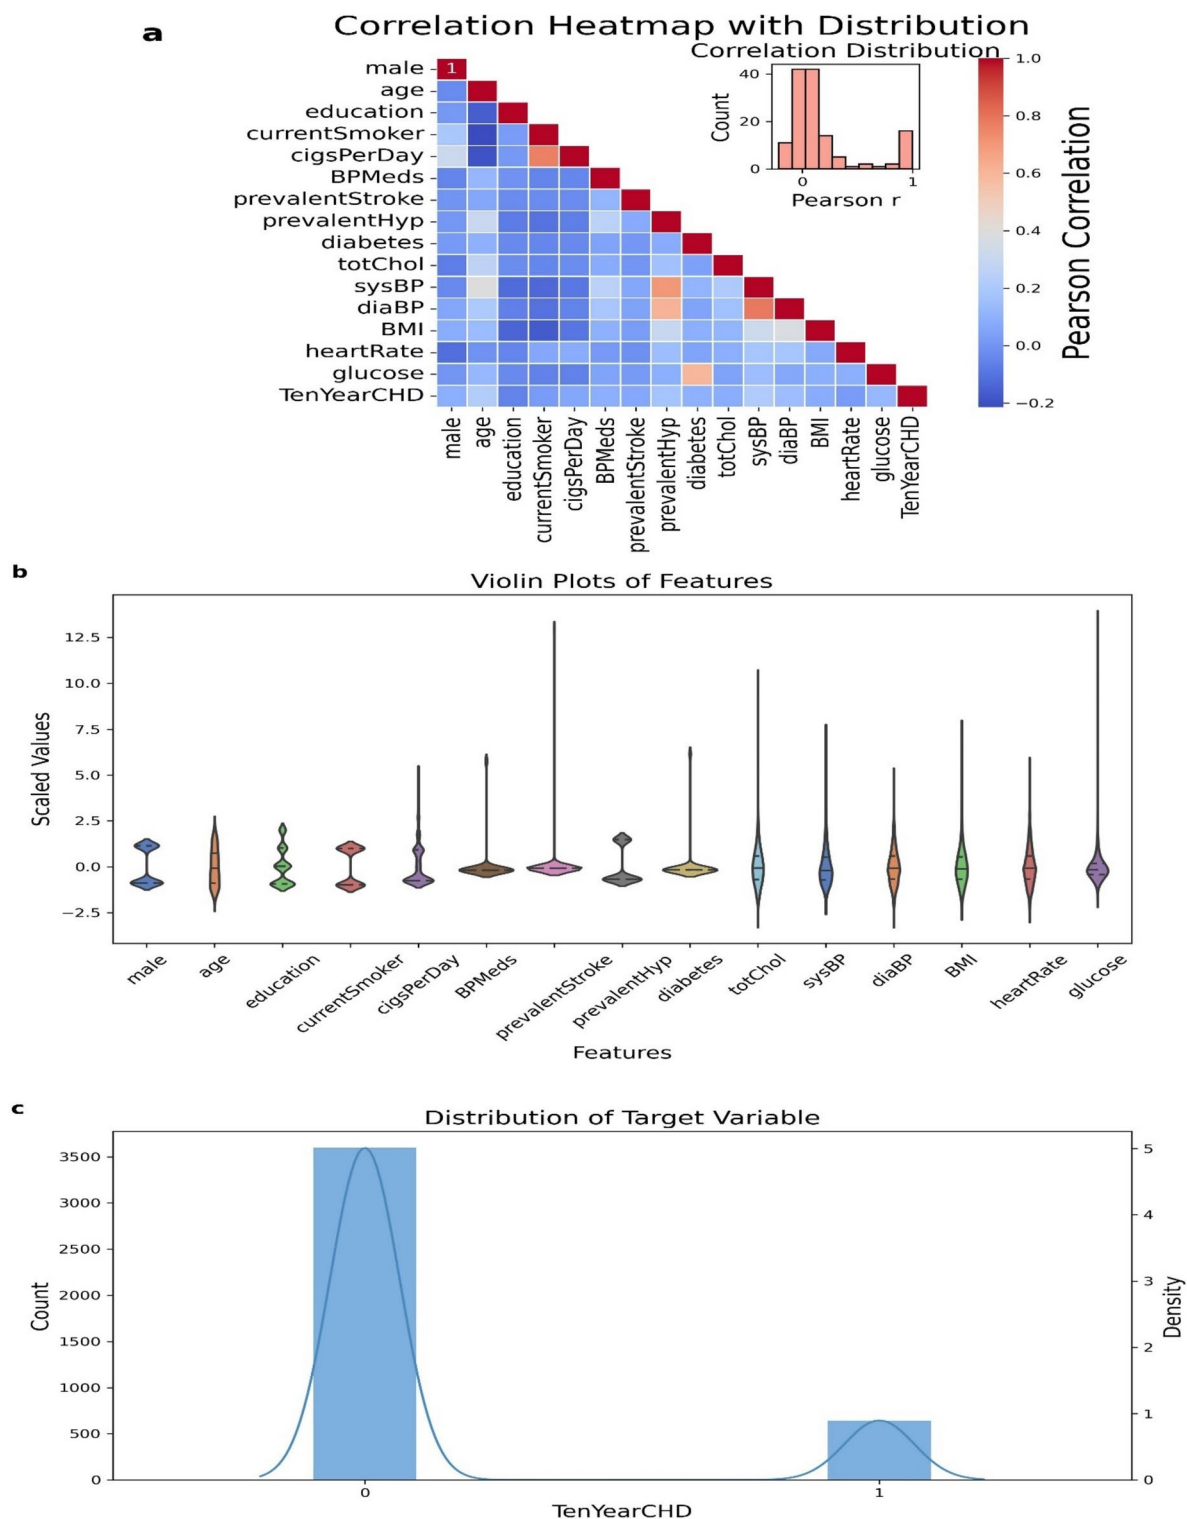 a
Correlation Heatmap with Distribution
Correlation Distribution
male
1
age
education
currentSmoker
cigsPerDay
BPMeds
prevalentStroke
prevalentHyp
diabetes
totChol
sysBP
diaBP
BMI
heartRate
glucose
TenYearCHD
male
age
education
currentSmoker
cigsPerDay
BPMeds
prevalentStroke
prevalentHyp
diabetes
totChol
sysBP
diaBP
BMI
heartRate
glucose
TenYearCHD
Count
40
20
0
0 1
Pearson r
1.0
0.8
0.6
0.4
0.2
0.0
−0.2
Pearson Correlation
b
Violin Plots of Features
Scaled Values
12.5
10.0
7.5
5.0
2.5
0.0
−2.5
male
age
education
currentSmoker
cigsPerDay
BPMeds
prevalentStroke
prevalentHyp
diabetes
totChol
sysBP
diaBP
BMI
heartRate
glucose
Features
c
Distribution of Target Variable
Count
3500
3000
2500
2000
1500
1000
500
0
0 1
TenYearCHD
5
4
3
2
1
0
Density